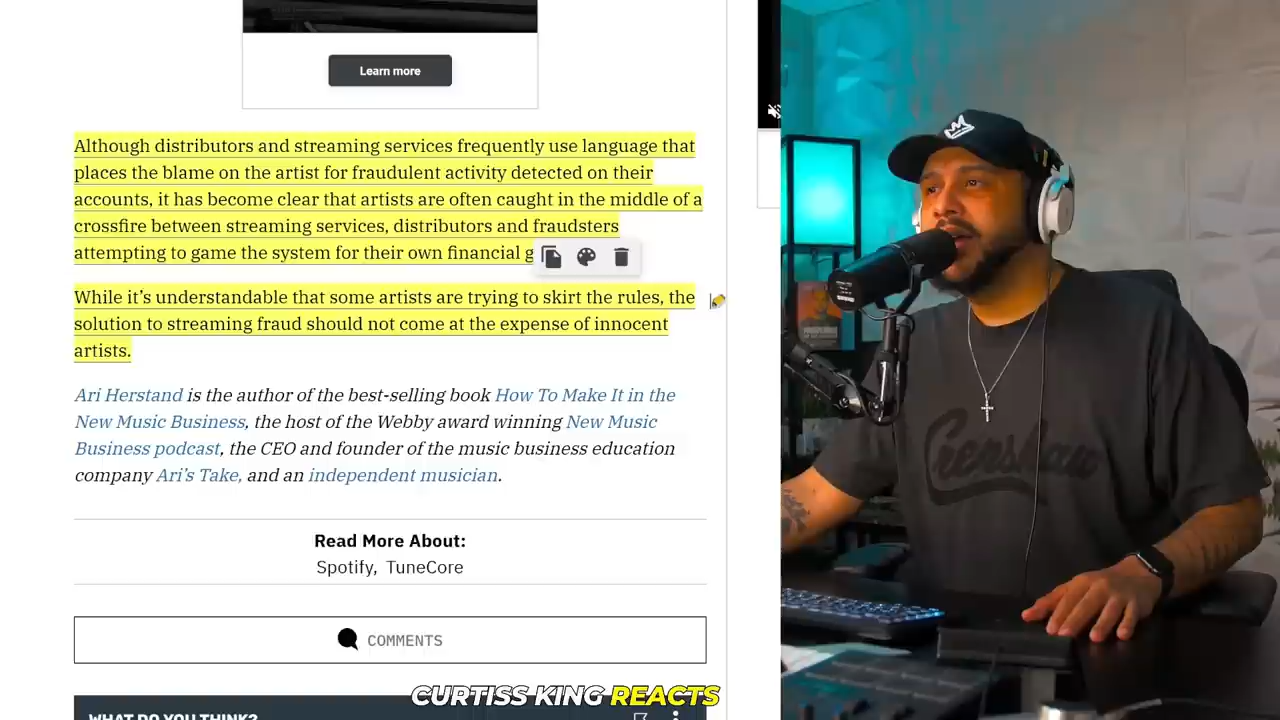 Learn more
Although distributors and streaming services frequently use language that
places the blame on the artist for fraudulent activity detected on their
accounts, it has become clear that artists are often caught in the middle of a
crossfire between streaming services, distributors and fraudsters
attempting to game the system for their own financial g
While it’s understandable that some artists are trying to skirt the rules, the
solution to streaming fraud should not come at the expense of innocent
artists.
Ari Herstand is the author of the best-selling book How To Make It in the
New Music Business, the host of the Webby award winning New Music
Business podcast, the CEO and founder of the music business education
company Ari’s Take, and an independent musician.
Read More About:
Spotify, TuneCore
COMMENTS
WHAT DO YOU THINK?
CURTISS KING REACTS
Crenshaw